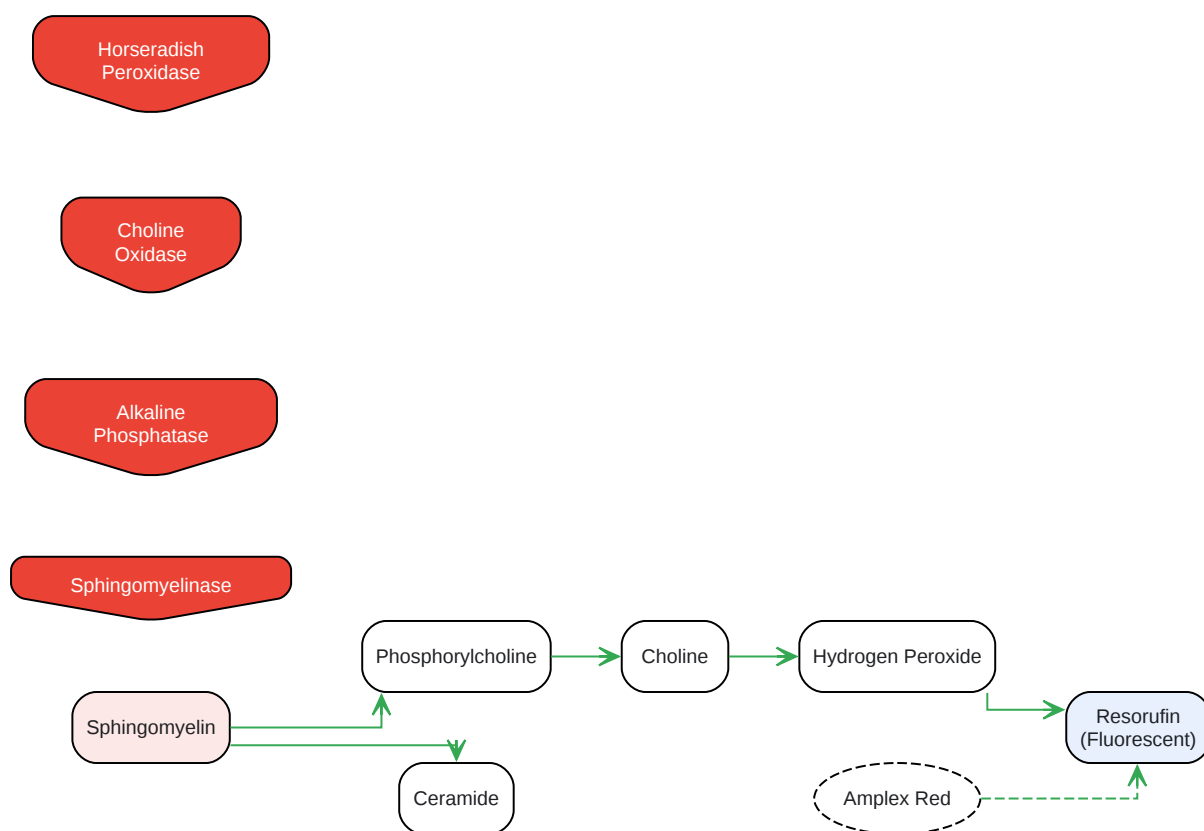 Horseradish
Peroxidase
Choline
Oxidase
Alkaline
Phosphatase
Sphingomyelinase
Phosphorylcholine
Choline
Hydrogen Peroxide
Sphingomyelin
Resorufin
(Fluorescent)
Ceramide
Amplex Red